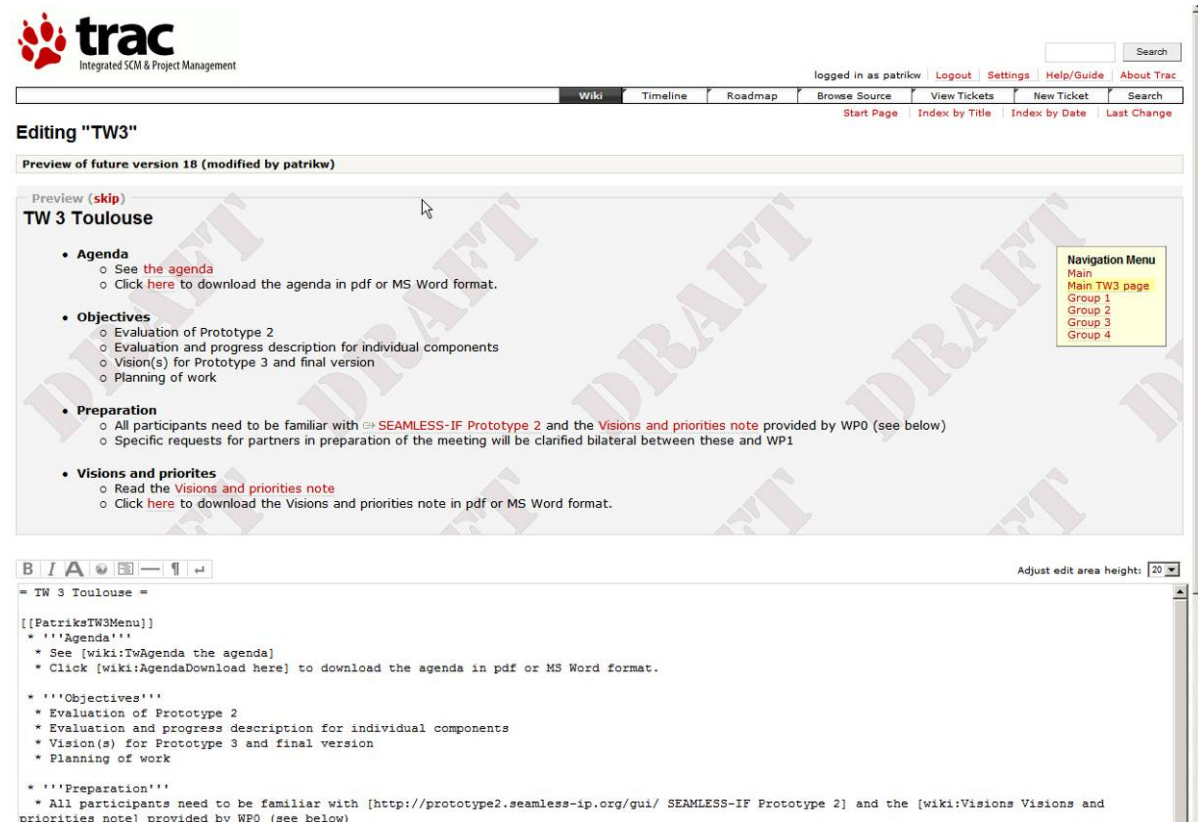 trac
Integrated SCM & Project Management
Search
logged in as patrikw Logout Settings Help/Guide About Trac
Wiki Timeline Roadmap Browse Source View Tickets New Ticket Search
Start Page Index by Title Index by Date Last Change
Editing "TW3"
Preview of future version 18 (modified by patrikw)
Preview (skip)
TW 3 Toulouse
• Agenda
o See the agenda
o Click here to download the agenda in pdf or MS Word format.
• Objectives
o Evaluation of Prototype 2
o Evaluation and progress description for individual components
o Vision(s) for Prototype 3 and final version
o Planning of work
• Preparation
o All participants need to be familiar with SEAMLESS-IF Prototype 2 and the Visions and priorities note provided by WP0 (see below)
o Specific requests for partners in preparation of the meeting will be clarified bilateral between these and WP1
• Visions and priorites
o Read the Visions and priorities note
o Click here to download the Visions and priorities note in pdf or MS Word format.
Navigation Menu
Main
Main TW3 page
Group 1
Group 2
Group 3
Group 4
DRAFT DRAFT DRAFT DRAFT
B I A ¶
Adjust edit area height: 20
= TW 3 Toulouse =
[[PatriksTW3Menu]]
* '''Agenda'''
* See [wiki:TwAgenda the agenda]
* Click [wiki:AgendaDownload here] to download the agenda in pdf or MS Word format.
* '''Objectives'''
* Evaluation of Prototype 2
* Evaluation and progress description for individual components
* Vision(s) for Prototype 3 and final version
* Planning of work
* '''Preparation'''
* All participants need to be familiar with [http://prototype2.seamless-ip.org/gui/ SEAMLESS-IF Prototype 2] and the [wiki:Visions Visions and
priorities note] provided by WP0 (see below)